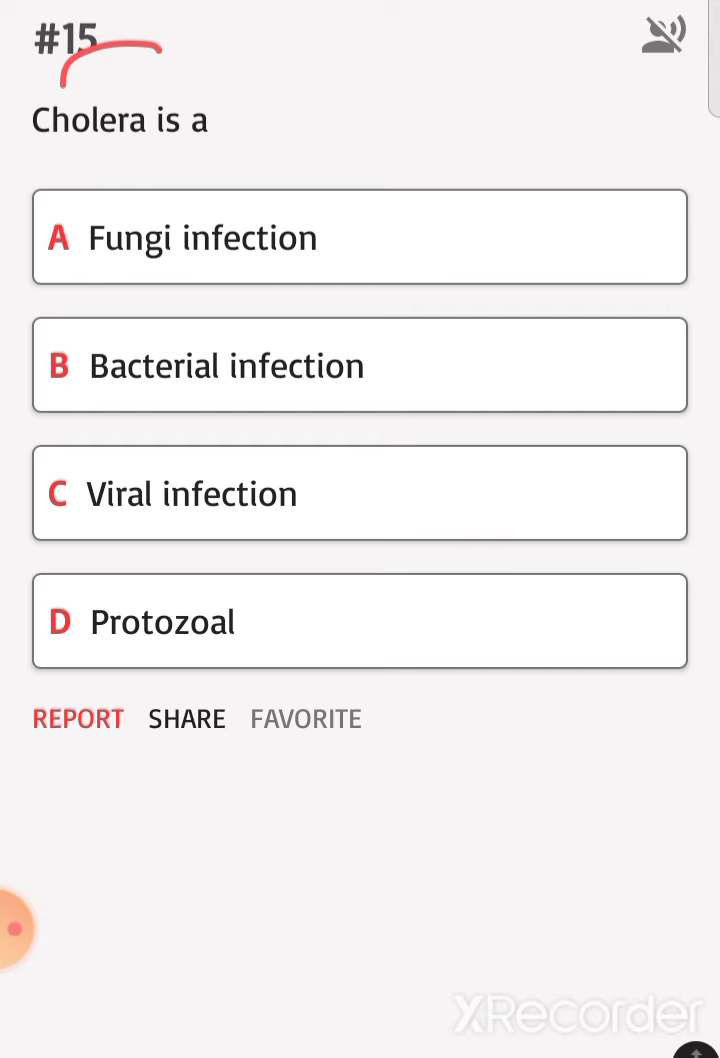 #15
Cholera is a
A Fungi infection
B Bacterial infection
C Viral infection
D Protozoal
REPORT SHARE FAVORITE
XRecorder